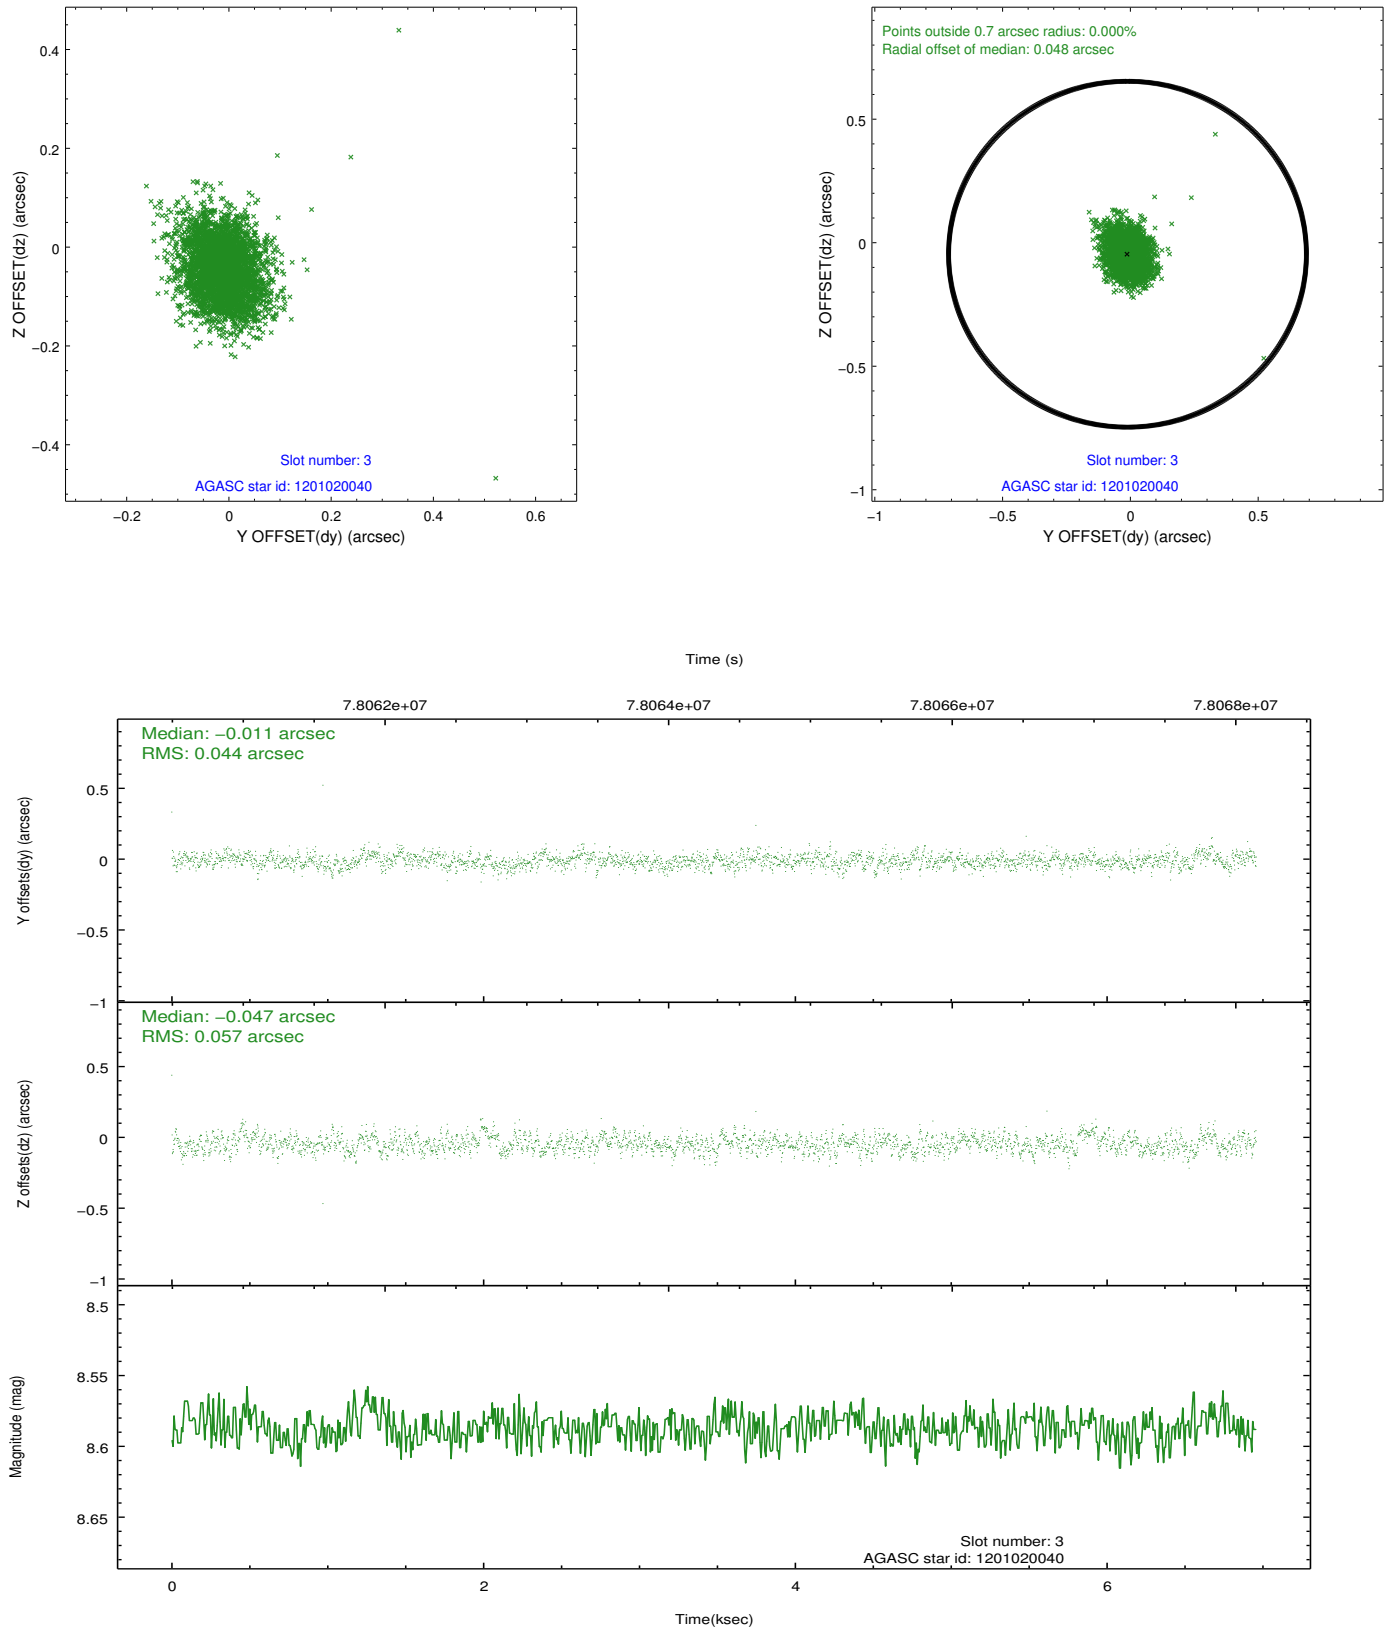 0.4
0.2
0
−0.2
−0.4
Z OFFSET(dz) (arcsec)
Slot number: 3
AGASC star id: 1201020040
−0.2 0 0.2 0.4 0.6
Y OFFSET(dy) (arcsec)
Points outside 0.7 arcsec radius: 0.000%
Radial offset of median: 0.048 arcsec
0.5
0
−0.5
−1
Z OFFSET(dz) (arcsec)
Slot number: 3
AGASC star id: 1201020040
−1 −0.5 0 0.5
Y OFFSET(dy) (arcsec)
Time (s)
7.8062e+07 7.8064e+07 7.8066e+07 7.8068e+07
Median: −0.011 arcsec
RMS: 0.044 arcsec
0.5
0
−0.5
−1
Y offsets(dy) (arcsec)
Median: −0.047 arcsec
RMS: 0.057 arcsec
0.5
0
−0.5
−1
Z offsets(dz) (arcsec)
8.5
8.55
8.6
8.65
Magnitude (mag)
Slot number: 3
AGASC star id: 1201020040
0 2 4 6
Time(ksec)